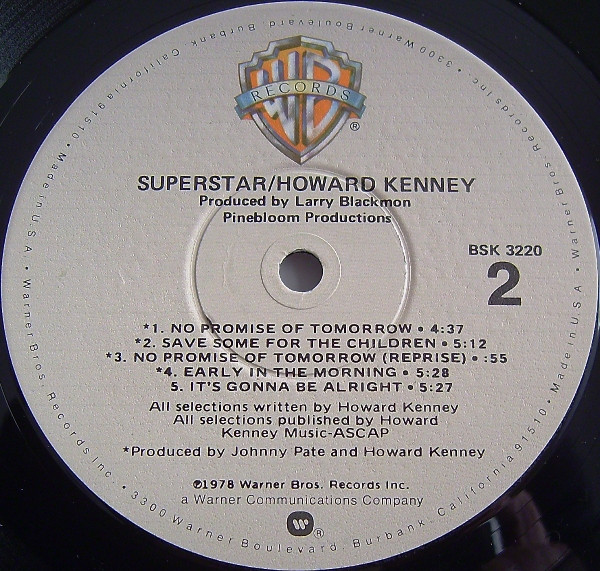 WB
RECORDS
®
SUPERSTAR/HOWARD KENNEY
Produced by Larry Blackmon
Pinebloom Productions
BSK 3220
2
*1. NO PROMISE OF TOMORROW • 4:37
*2. SAVE SOME FOR THE CHILDREN • 5:12
*3. NO PROMISE OF TOMORROW (REPRISE) • :55
*4. EARLY IN THE MORNING • 5:28
5. IT'S GONNA BE ALRIGHT • 5:27
All selections written by Howard Kenney
All selections published by Howard
Kenney Music-ASCAP
*Produced by Johnny Pate and Howard Kenney
℗1978 Warner Bros. Records Inc.
a Warner Communications Company
®
Warner Bros. Records Inc. • 3300 Warner Boulevard, Burbank, California 91510 • Made in U.S.A. • Warner Bros. Records Inc. • 3300 Warner Boulevard, Burbank, California 91510 • Made in U.S.A. •